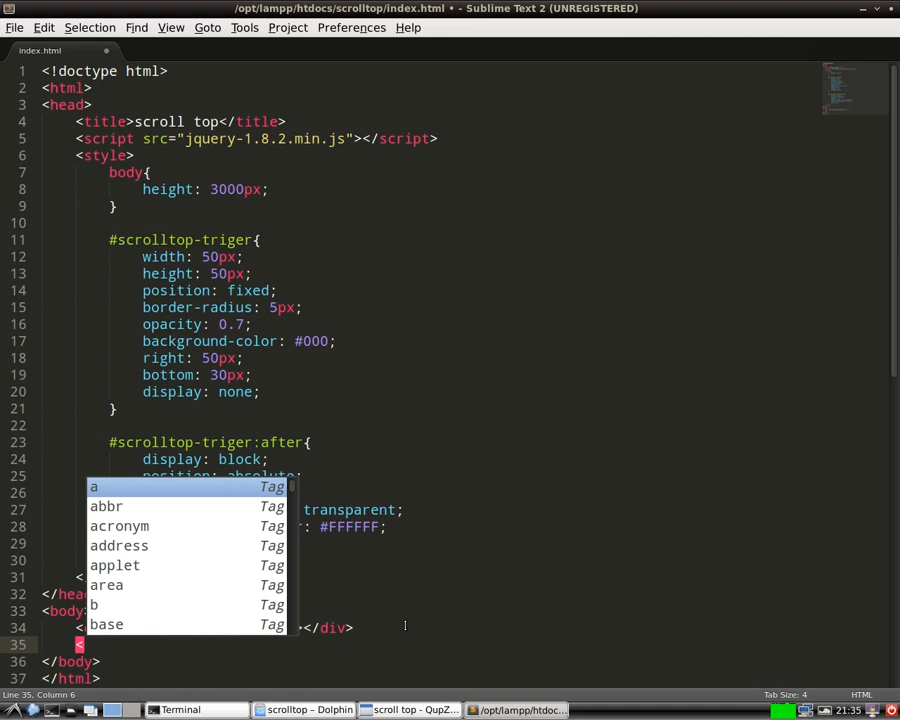 /opt/lampp/htdocs/scrolltop/index.html • - Sublime Text 2 (UNREGISTERED)
File Edit Selection Find View Goto Tools Project Preferences Help
index.html
1 <!doctype html>
2 <html>
3 <head>
4 <title>scroll top</title>
5 <script src="jquery-1.8.2.min.js"></script>
6 <style>
7 body{
8 height: 3000px;
9 }
10
11 #scrolltop-triger{
12 width: 50px;
13 height: 50px;
14 position: fixed;
15 border-radius: 5px;
16 opacity: 0.7;
17 background-color: #000;
18 right: 50px;
19 bottom: 30px;
20 display: none;
21 }
22
23 #scrolltop-triger:after{
24 display: block;
25 position: absolute;
26 a Tag
27 abbr Tag transparent;
28 acronym Tag : #FFFFFF;
29 address Tag
30 applet Tag
31 </ area Tag
32 </hea b Tag
33 <body base Tag
34 < ></div>
35 <
36 </body>
37 </html>
Line 35, Column 6 Tab Size: 4 HTML
Terminal scrolltop – Dolphin scroll top - QupZ... /opt/lampp/htdoc... 21:35